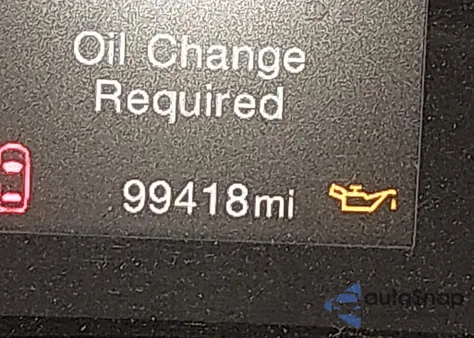 Oil Change
Required
99418mi
autoSnap